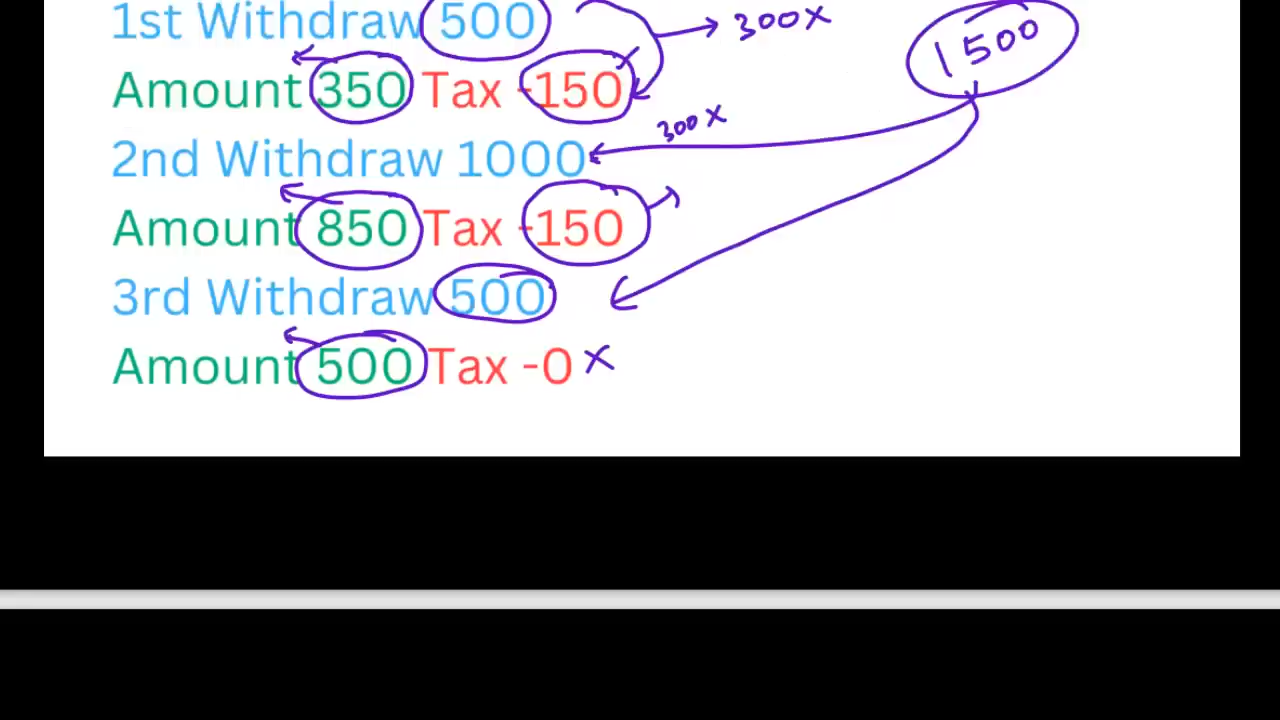 1st Withdraw 500
300x
1500
Amount 350 Tax -150
300x
2nd Withdraw 1000
Amount 850 Tax -150
3rd Withdraw 500
Amount 500 Tax -0 x